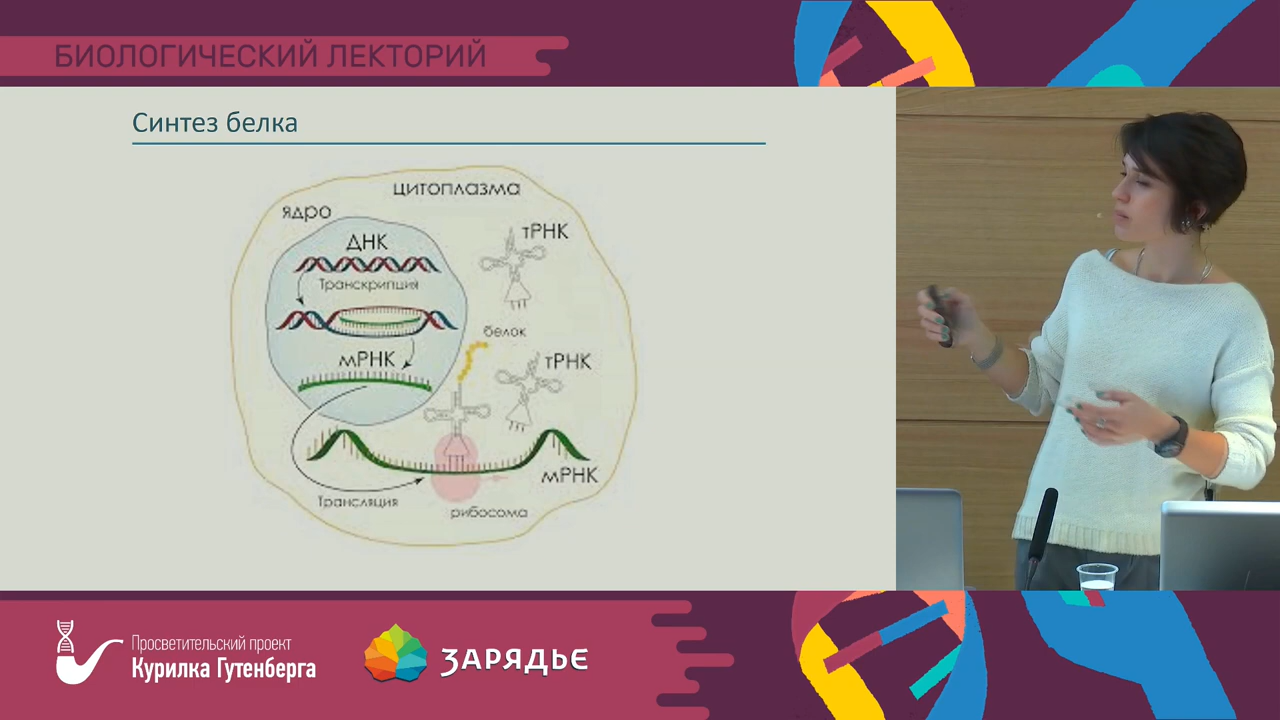 БИОЛОГИЧЕСКИЙ ЛЕКТОРИЙ
Синтез белка
цитоплазма
ядро
ДНК
тРНК
Транскрипция
белок
мРНК
тРНК
мРНК
Трансляция
рибосома
Просветительский проект
Курилка Гутенберга
ЗАРЯДЬЕ